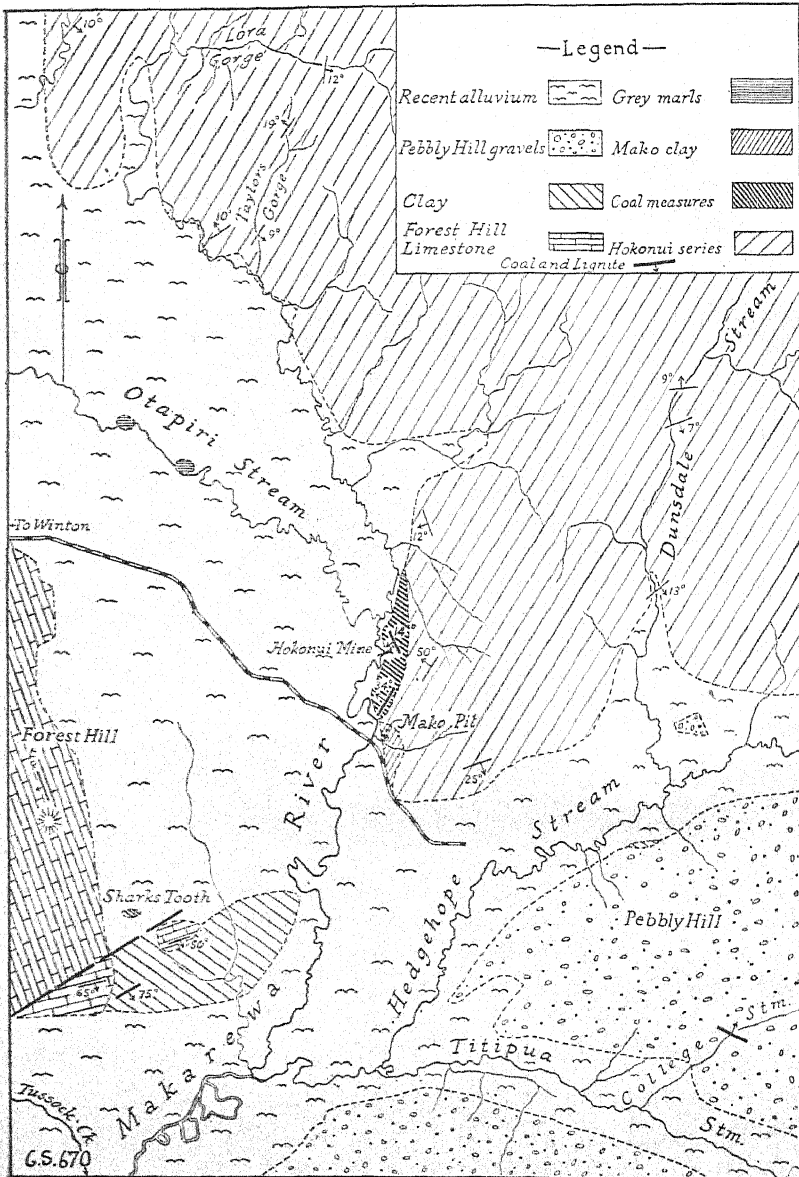 —Legend—
Recent alluvium
Grey marls
Pebbly Hill gravels
Mako clay
Clay
Coal measures
Forest Hill
Limestone
Hokonui series
Coal and Lignite
10°
Lora
Gorge
12°
19°
Taylors
Gorge
10°
9°
Stream
9°
7°
Dunsdale
13°
Otapiri
Stream
To Winton
12°
Hokonui Mine
50°
Mako Pit
25°
Forest Hill
River
Stream
Hedgehope
Pebbly Hill
Sharks Tooth
50°
65°
75°
Makarewa
Titipua
Stm.
College
Stm.
Tussock Ck
G.S.670